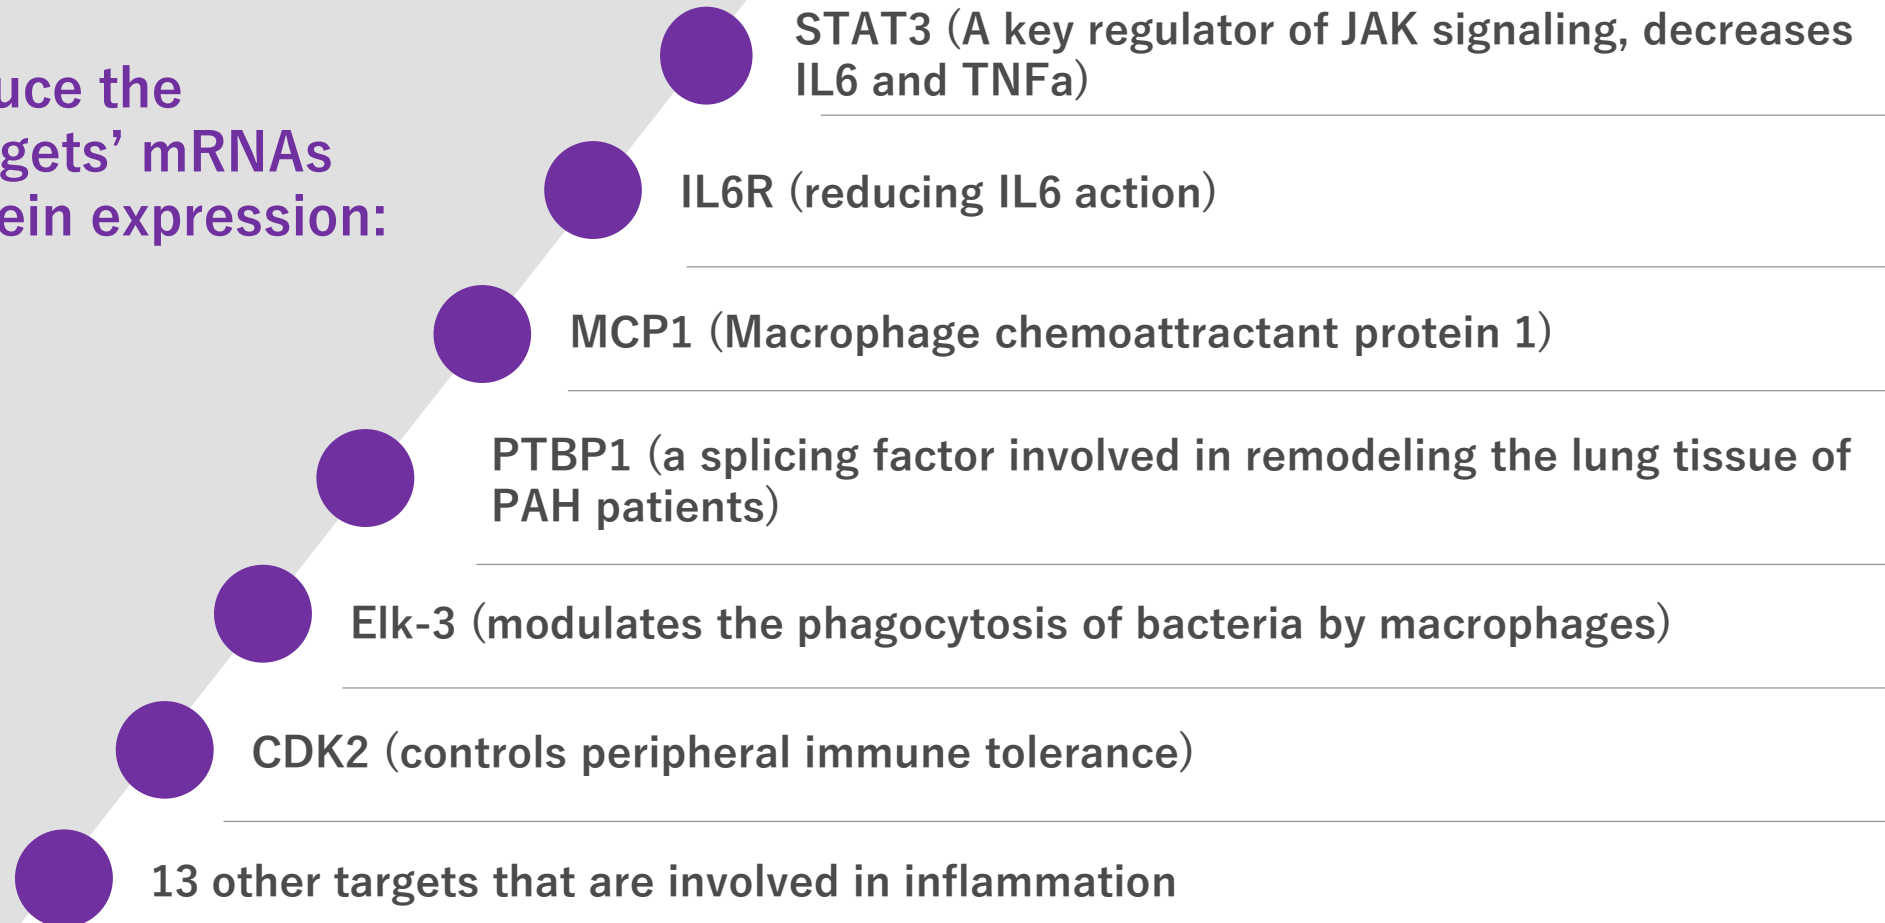 uce the
gets’ mRNAs
ein expression:
STAT3 (A key regulator of JAK signaling, decreases
IL6 and TNFa)
IL6R (reducing IL6 action)
MCP1 (Macrophage chemoattractant protein 1)
PTBP1 (a splicing factor involved in remodeling the lung tissue of
PAH patients)
Elk-3 (modulates the phagocytosis of bacteria by macrophages)
CDK2 (controls peripheral immune tolerance)
13 other targets that are involved in inflammation